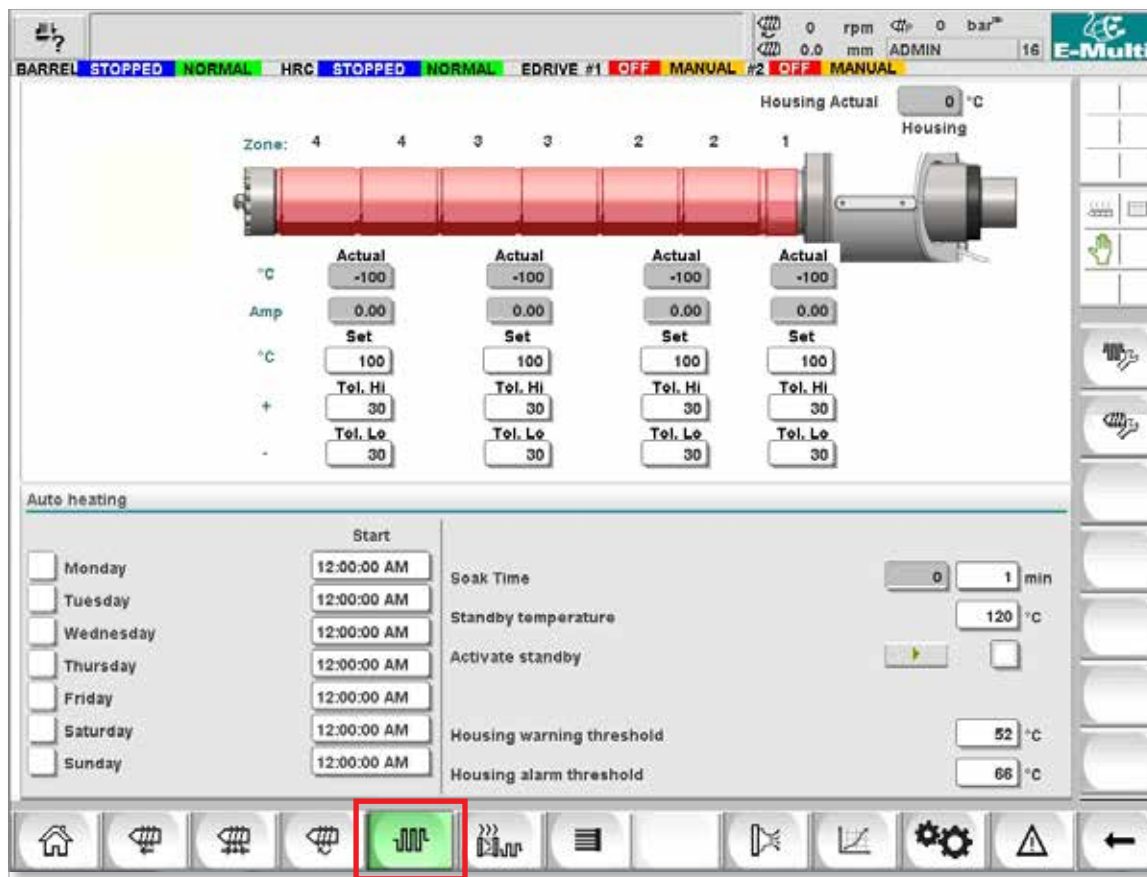 ?
0 rpm 0 bar
0.0 mm ADMIN 16 E-Multi
BARREL STOPPED NORMAL HRC STOPPED NORMAL EDRIVE #1 OFF MANUAL #2 OFF MANUAL
Housing Actual 0 °C
Housing
Zone: 4 4 3 3 2 2 1
Actual Actual Actual Actual
°C -100 -100 -100 -100
Amp 0.00 0.00 0.00 0.00
Set Set Set Set
°C 100 100 100 100
Tol. Hi Tol. Hi Tol. Hi Tol. Hi
+ 30 30 30 30
Tol. Lo Tol. Lo Tol. Lo Tol. Lo
- 30 30 30 30
Auto heating
Start
Monday 12:00:00 AM
Tuesday 12:00:00 AM
Wednesday 12:00:00 AM
Thursday 12:00:00 AM
Friday 12:00:00 AM
Saturday 12:00:00 AM
Sunday 12:00:00 AM
Soak Time 0 1 min
Standby temperature 120 °C
Activate standby
Housing warning threshold 52 °C
Housing alarm threshold 66 °C